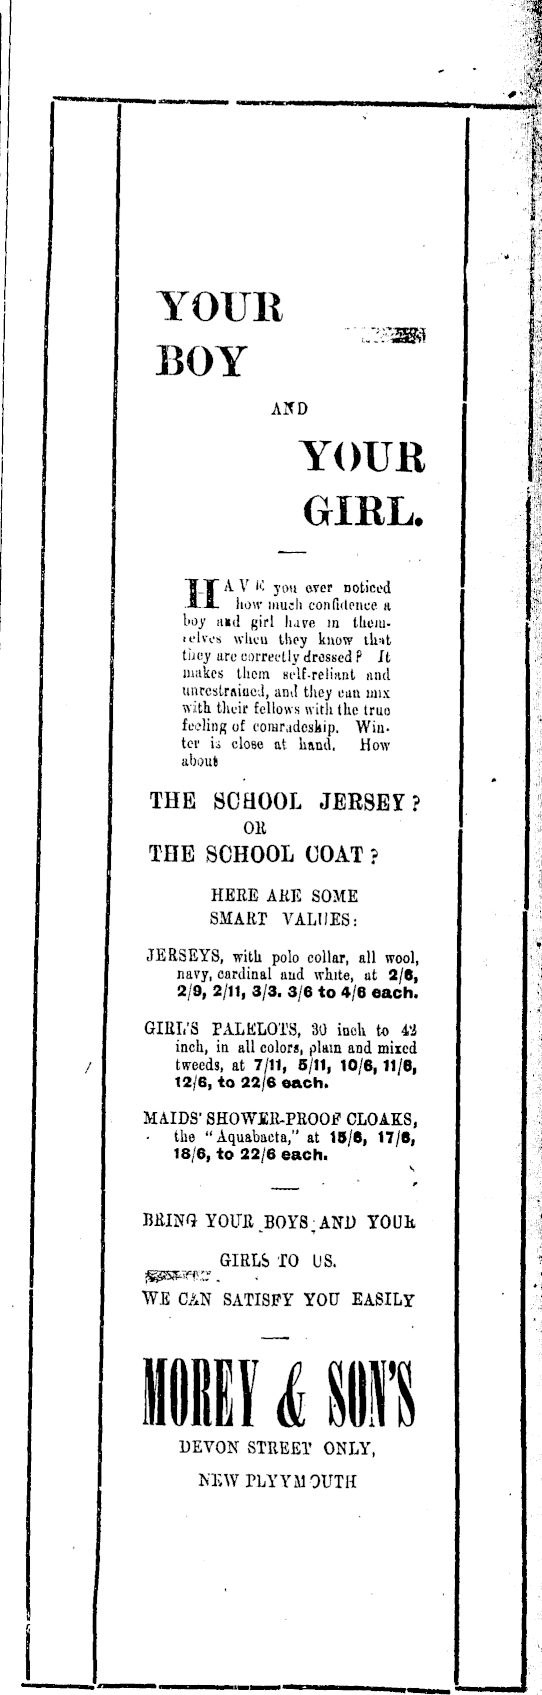 YOUR
BOY
AND
YOUR
GIRL.
HAVE you ever noticed
how much confidence a
boy and girl have in them-
selves when they know that
they are correctly dressed? It
makes them self-reliant and
unrestrained, and they can mix
with their fellows with the true
feeling of comradeship. Win-
ter is close at hand. How
about
THE SCHOOL JERSEY?
OR
THE SCHOOL COAT?
HERE ARE SOME
SMART VALUES:
JERSEYS, with polo collar, all wool,
navy, cardinal and white, at 2/6,
2/9, 2/11, 3/3. 3/6 to 4/6 each.
GIRL'S PALELOTS, 30 inch to 42
inch, in all colors, plain and mixed
tweeds, at 7/11, 5/11, 10/6, 11/6,
12/6, to 22/6 each.
MAIDS' SHOWER-PROOF CLOAKS,
the "Aquabacta," at 15/6, 17/6,
18/6, to 22/6 each.
BRING YOUR BOYS AND YOUR
GIRLS TO US.
WE CAN SATISFY YOU EASILY
MOREY & SON'S
DEVON STREET ONLY,
NEW PLYYMOUTH